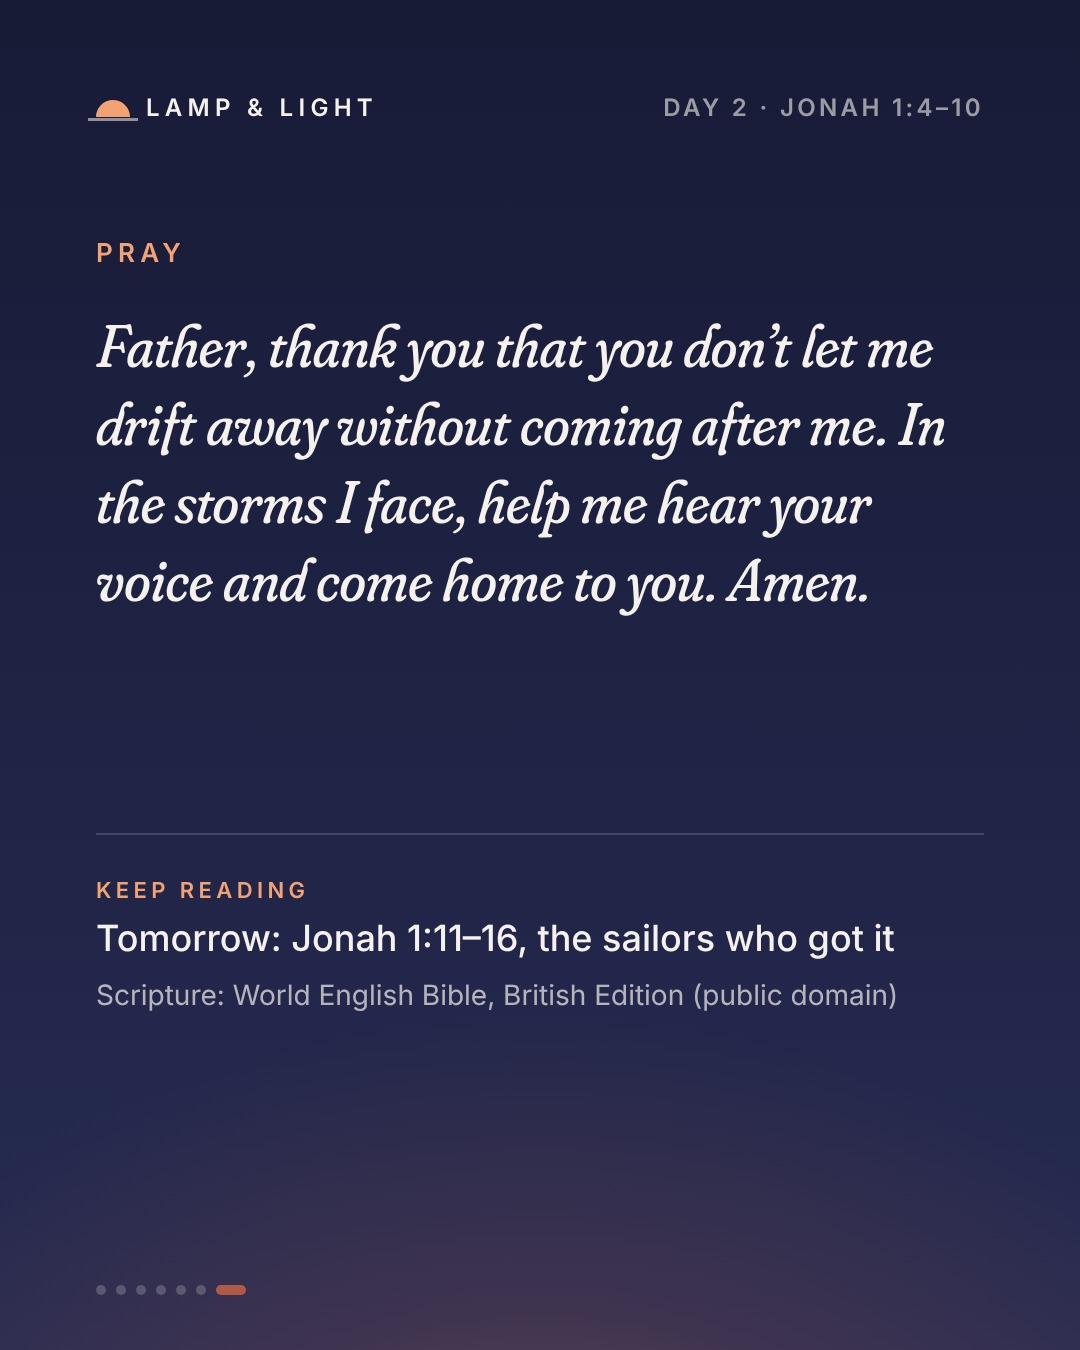 LAMP & LIGHT
DAY 2 · JONAH 1:4–10
PRAY
Father, thank you that you don’t let me
drift away without coming after me. In
the storms I face, help me hear your
voice and come home to you. Amen.
KEEP READING
Tomorrow: Jonah 1:11–16, the sailors who got it
Scripture: World English Bible, British Edition (public domain)